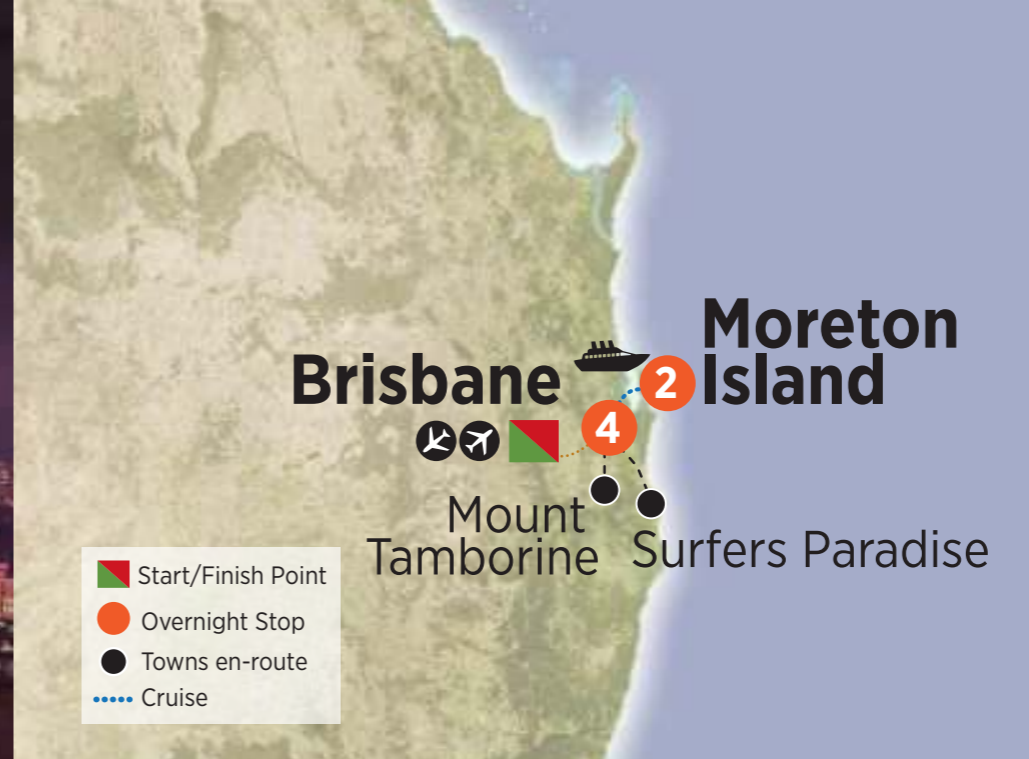 Moreton
Island
Brisbane
2
4
Mount
Tamborine
Surfers Paradise
Start/Finish Point
Overnight Stop
Towns en-route
Cruise